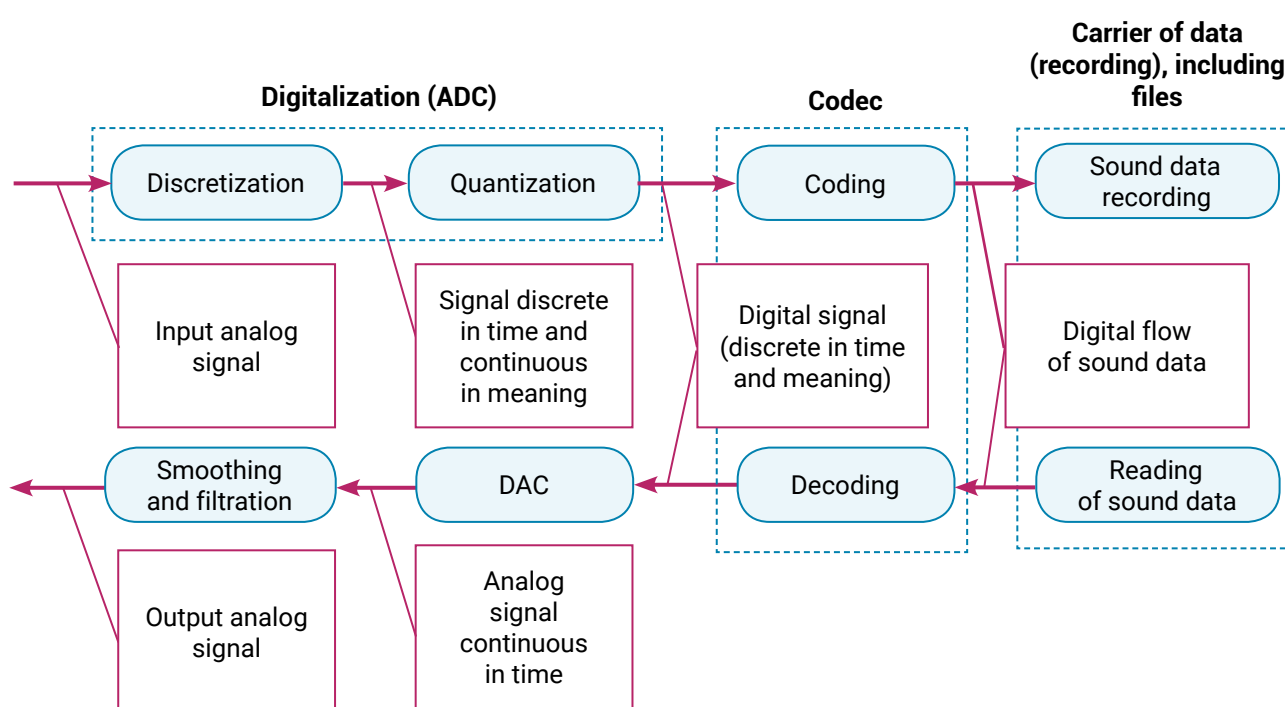 Carrier of data
(recording), including
files
Digitalization (ADC)
Codec
Discretization
Quantization
Coding
Sound data
recording
Input analog
signal
Signal discrete
in time and
continuous
in meaning
Digital signal
(discrete in time
and meaning)
Digital flow
of sound data
Smoothing
and filtration
DAC
Decoding
Reading
of sound data
Output analog
signal
Analog
signal
continuous
in time